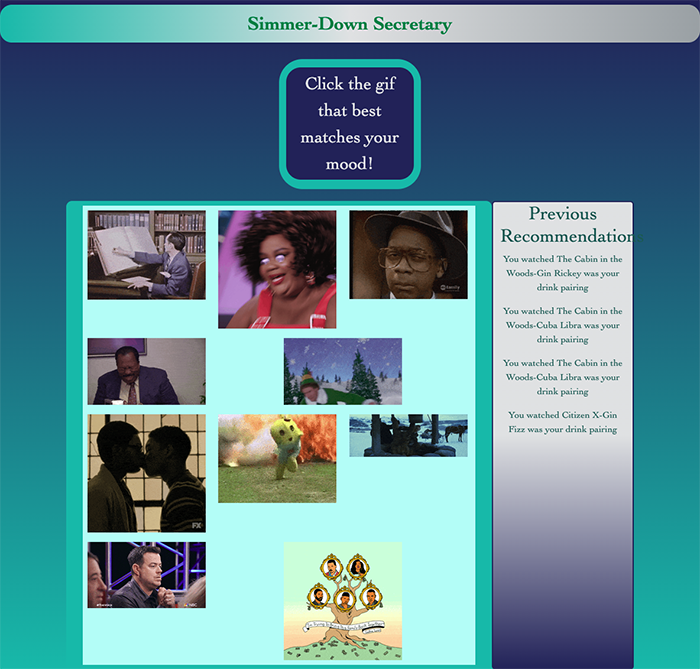 Simmer-Down Secretary
Click the gif
that best
matches your
mood!
Previous
Recommendations
You watched The Cabin in the
Woods-Gin Rickey was your
drink pairing
You watched The Cabin in the
Woods-Cuba Libra was your
drink pairing
You watched The Cabin in the
Woods-Cuba Libra was your
drink pairing
You watched Citizen X-Gin
Fizz was your drink pairing
FX